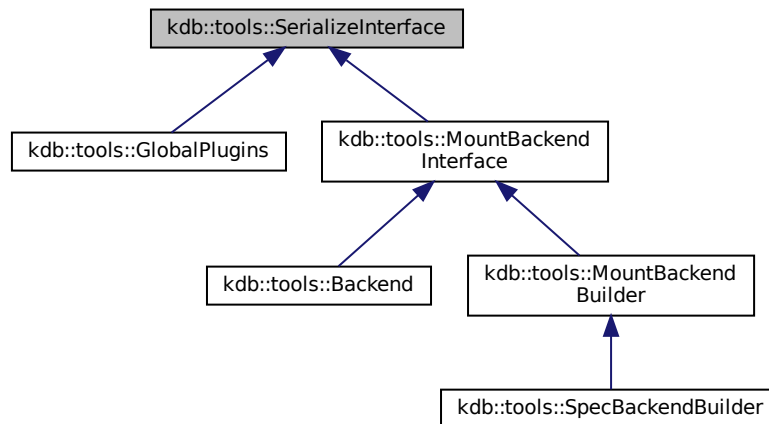 kdb::tools::SerializeInterface
kdb::tools::GlobalPlugins
kdb::tools::MountBackend
Interface
kdb::tools::Backend
kdb::tools::MountBackend
Builder
kdb::tools::SpecBackendBuilder